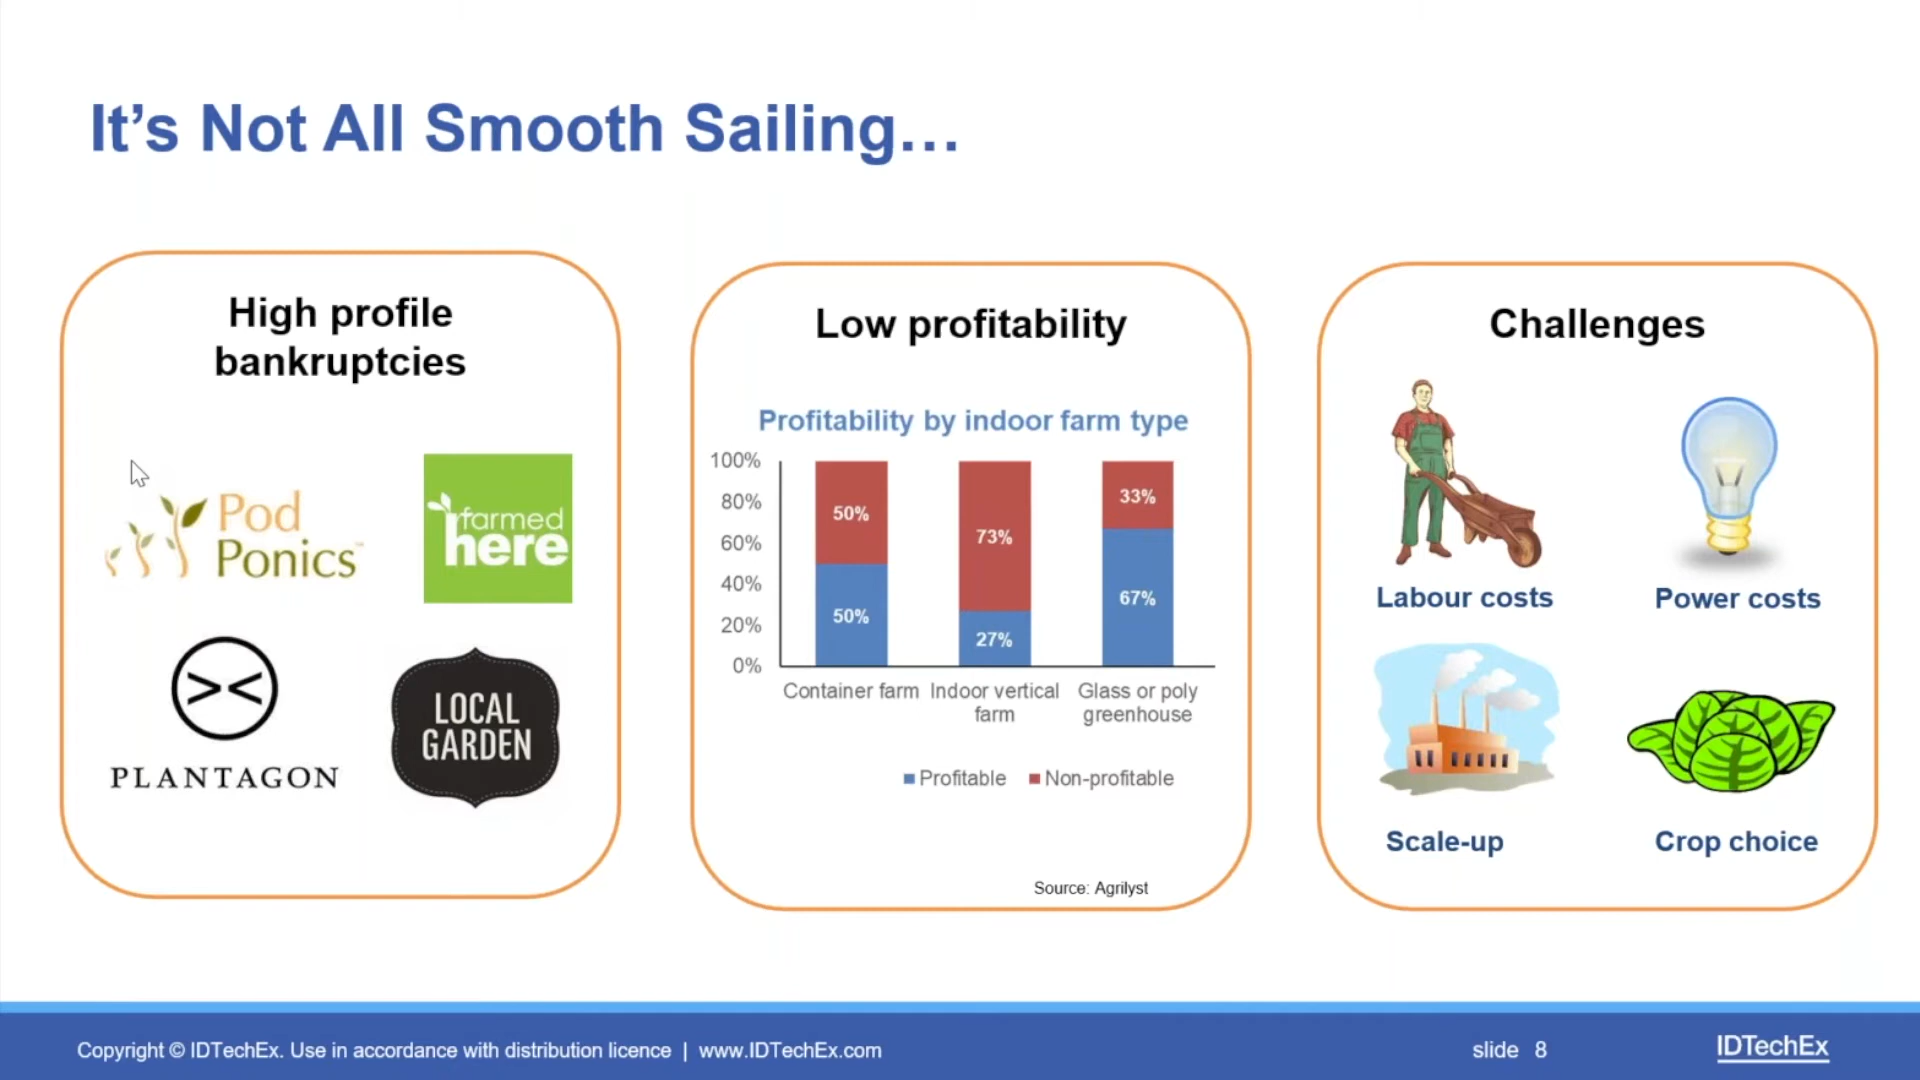 It's Not All Smooth Sailing...
High profile
bankruptcies
Pod
Ponics™
farmed
here
PLANTAGON
LOCAL
GARDEN
Low profitability
Profitability by indoor farm type
100%
80%
60%
40%
20%
0%
50%
50%
73%
27%
33%
67%
Container farm
Indoor vertical
farm
Glass or poly
greenhouse
Profitable
Non-profitable
Source: Agrilyst
Challenges
Labour costs
Power costs
Scale-up
Crop choice
Copyright © IDTechEx. Use in accordance with distribution licence | www.IDTechEx.com
slide 8
IDTechEx